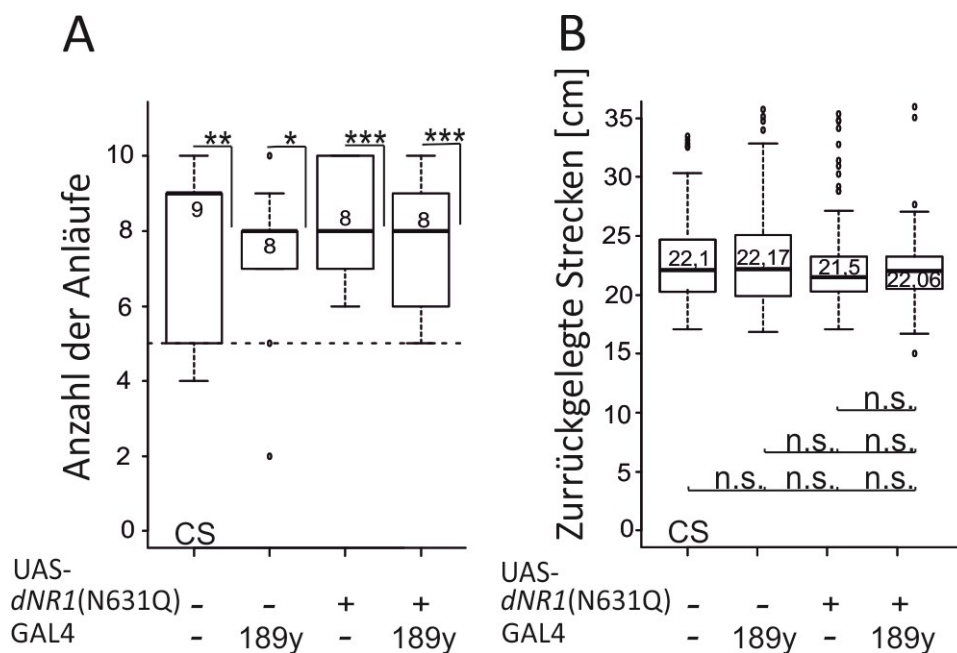 A
Anzahl der Anläufe
10
8
6
4
2
0
** * *** ***
9 8 8 8
CS
UAS-
dNR1(N631Q) - - + +
GAL4 - 189y - 189y
B
Zurrückgelegte Strecken [cm]
35
30
25
20
15
10
5
0
22,1 22,17 21,5 22,06
n.s.
n.s. n.s.
n.s. n.s. n.s.
CS
UAS-
dNR1(N631Q) - - + +
GAL4 - 189y - 189y